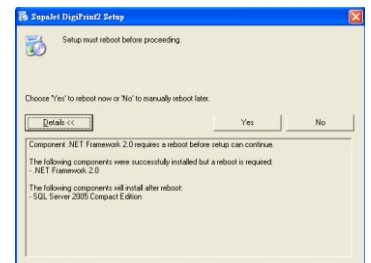 SupaJet DigiPrint2 Setup
Setup must reboot before proceeding.
Choose 'Yes' to reboot now or 'No' to manually reboot later.
Details <<
Yes
No
Component .NET Framework 2.0 requires a reboot before setup can continue.
The following components were successfully installed but a reboot is required:
- .NET Framework 2.0
The following components will install after reboot:
- SQL Server 2005 Compact Edition